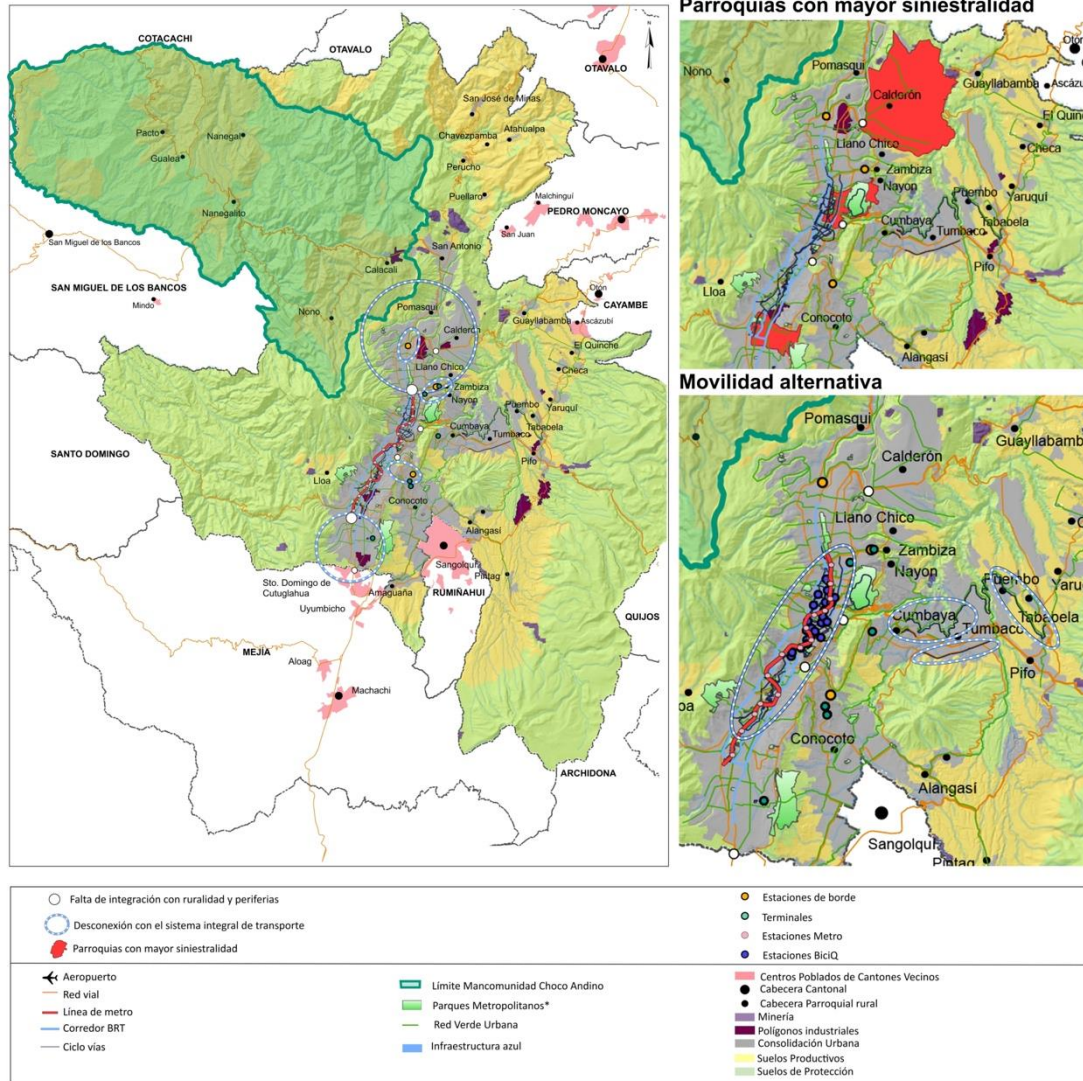 COTACACHI
OTAVALO
N
OTAVALO
San José de Minas
Chavezpamba
Atahualpa
Pacto
Nanegal
Gualea
Perucho
Puellaro
Nanegalito
Malchinguí
PEDRO MONCAYO
San Juan
San Miguel de los Bancos
San Antonio
Calacali
SAN MIGUEL DE LOS BANCOS
Mindo
Otón
CAYAMBE
Nono
Pomasqui
Guayllabamba
Ascázubi
Calderón
El Quinche
Llano Chico
Checa
Zambiza
Nayon
Puembo
Yaruquí
Tababela
Cumbaya
Tumbaco
SANTO DOMINGO
Pifo
Lloa
Conocoto
Alangasí
Sangolquí
Pintag
Sto. Domingo de
Cutuglahua
Amaguaña
RUMIÑAHUI
Uyumbicho
QUIJOS
MEJÍA
Aloag
Machachi
ARCHIDONA
Parroquias con mayor siniestralidad
Otón
Pomasqui
Nono
Guayllabamba
Ascázubi
Calderón
El Quinche
Llano Chico
Checa
Zambiza
Nayon
Puembo
Yaruquí
Tababela
Cumbaya
Tumbaco
Pifo
Lloa
Conocoto
Alangasí
Movilidad alternativa
Pomasqui
Guayllabamb
Calderón
Llano Chico
Zambiza
Nayon
Puembo
Yaru
Cumbaya
Tababela
Tumbaco
Pifo
oa
Conocoto
Alangasí
Sangolquí
Pintag
Falta de integración con ruralidad y periferias
Desconexión con el sistema integral de transporte
Parroquias con mayor siniestralidad
Estaciones de borde
Terminales
Estaciones Metro
Estaciones BiciQ
Aeropuerto
Red vial
Línea de metro
Corredor BRT
Ciclo vías
Límite Mancomunidad Choco Andino
Parques Metropolitanos*
Red Verde Urbana
Infraestructura azul
Centros Poblados de Cantones Vecinos
Cabecera Cantonal
Cabecera Parroquial rural
Minería
Polígonos industriales
Consolidación Urbana
Suelos Productivos
Suelos de Protección